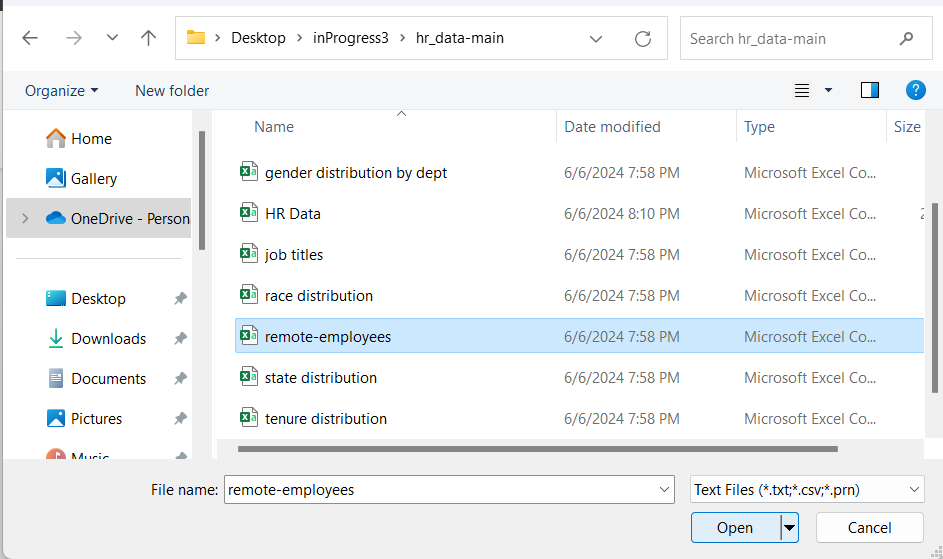 Desktop > inProgress3 > hr_data-main
Search hr_data-main
Organize
New folder
?
Name
Date modified
Type
Size
Home
Gallery
OneDrive - Person
Desktop
Downloads
Documents
Pictures
Music
gender distribution by dept 6/6/2024 7:58 PM Microsoft Excel Co...
HR Data 6/6/2024 8:10 PM Microsoft Excel Co... 2
job titles 6/6/2024 7:58 PM Microsoft Excel Co...
race distribution 6/6/2024 7:58 PM Microsoft Excel Co...
remote-employees 6/6/2024 7:58 PM Microsoft Excel Co...
state distribution 6/6/2024 7:58 PM Microsoft Excel Co...
tenure distribution 6/6/2024 7:58 PM Microsoft Excel Co...
File name: remote-employees
Text Files (*.txt;*.csv;*.prn)
Open
Cancel